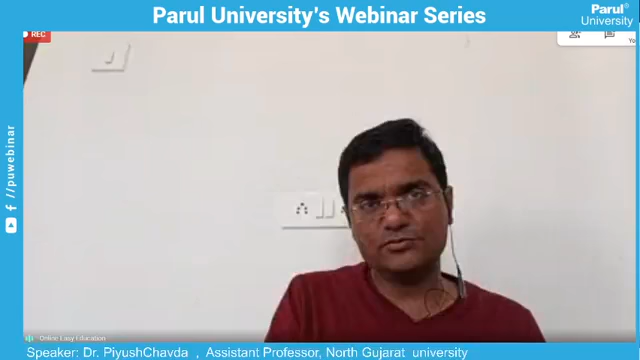 Parul University's Webinar Series
Parul®
University
REC
f //puwebinar
Online Easy Education
Speaker: Dr. PiyushChavda , Assistant Professor, North Gujarat university